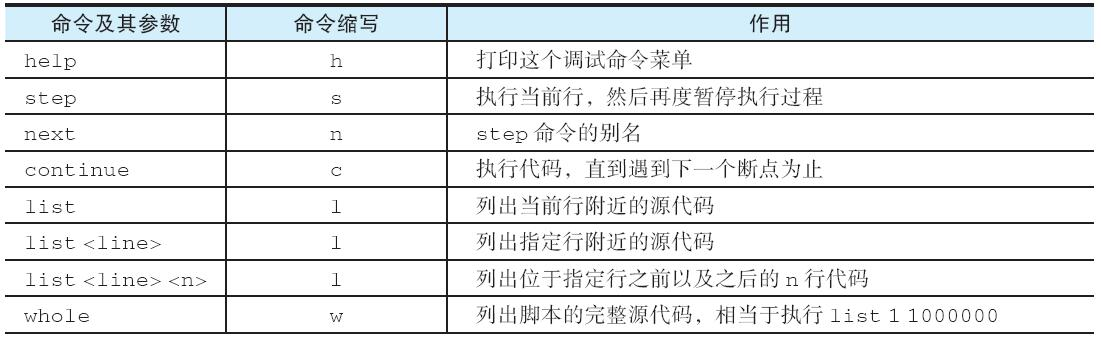 命令及其参数 命令缩写 作用
help h 打印这个调试命令菜单
step s 执行当前行，然后再度暂停执行过程
next n step 命令的别名
continue c 执行代码，直到遇到下一个断点为止
list l 列出当前行附近的源代码
list <line> l 列出指定行附近的源代码
list <line> <n> l 列出位于指定行之前以及之后的 n 行代码
whole w 列出脚本的完整源代码，相当于执行 list 1 1000000